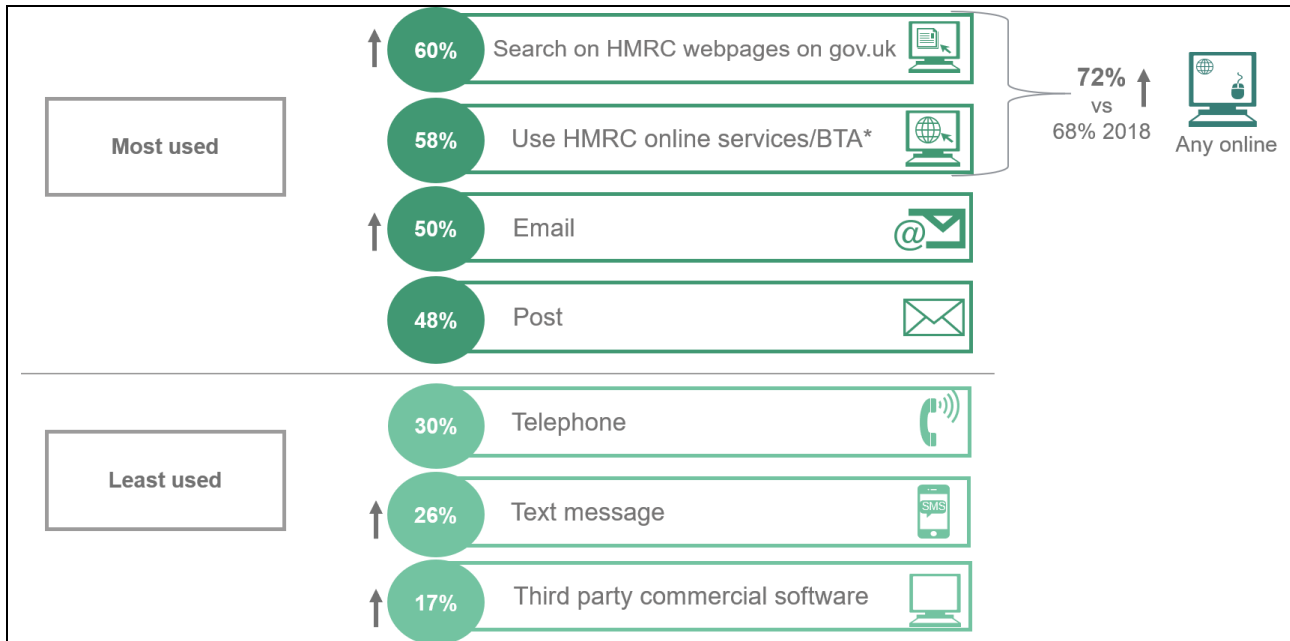 60%
Search on HMRC webpages on gov.uk
72%
vs
68% 2018
Any online
Most used
58%
Use HMRC online services/BTA*
50%
Email
@
48%
Post
Least used
30%
Telephone
26%
Text message
SMS
17%
Third party commercial software